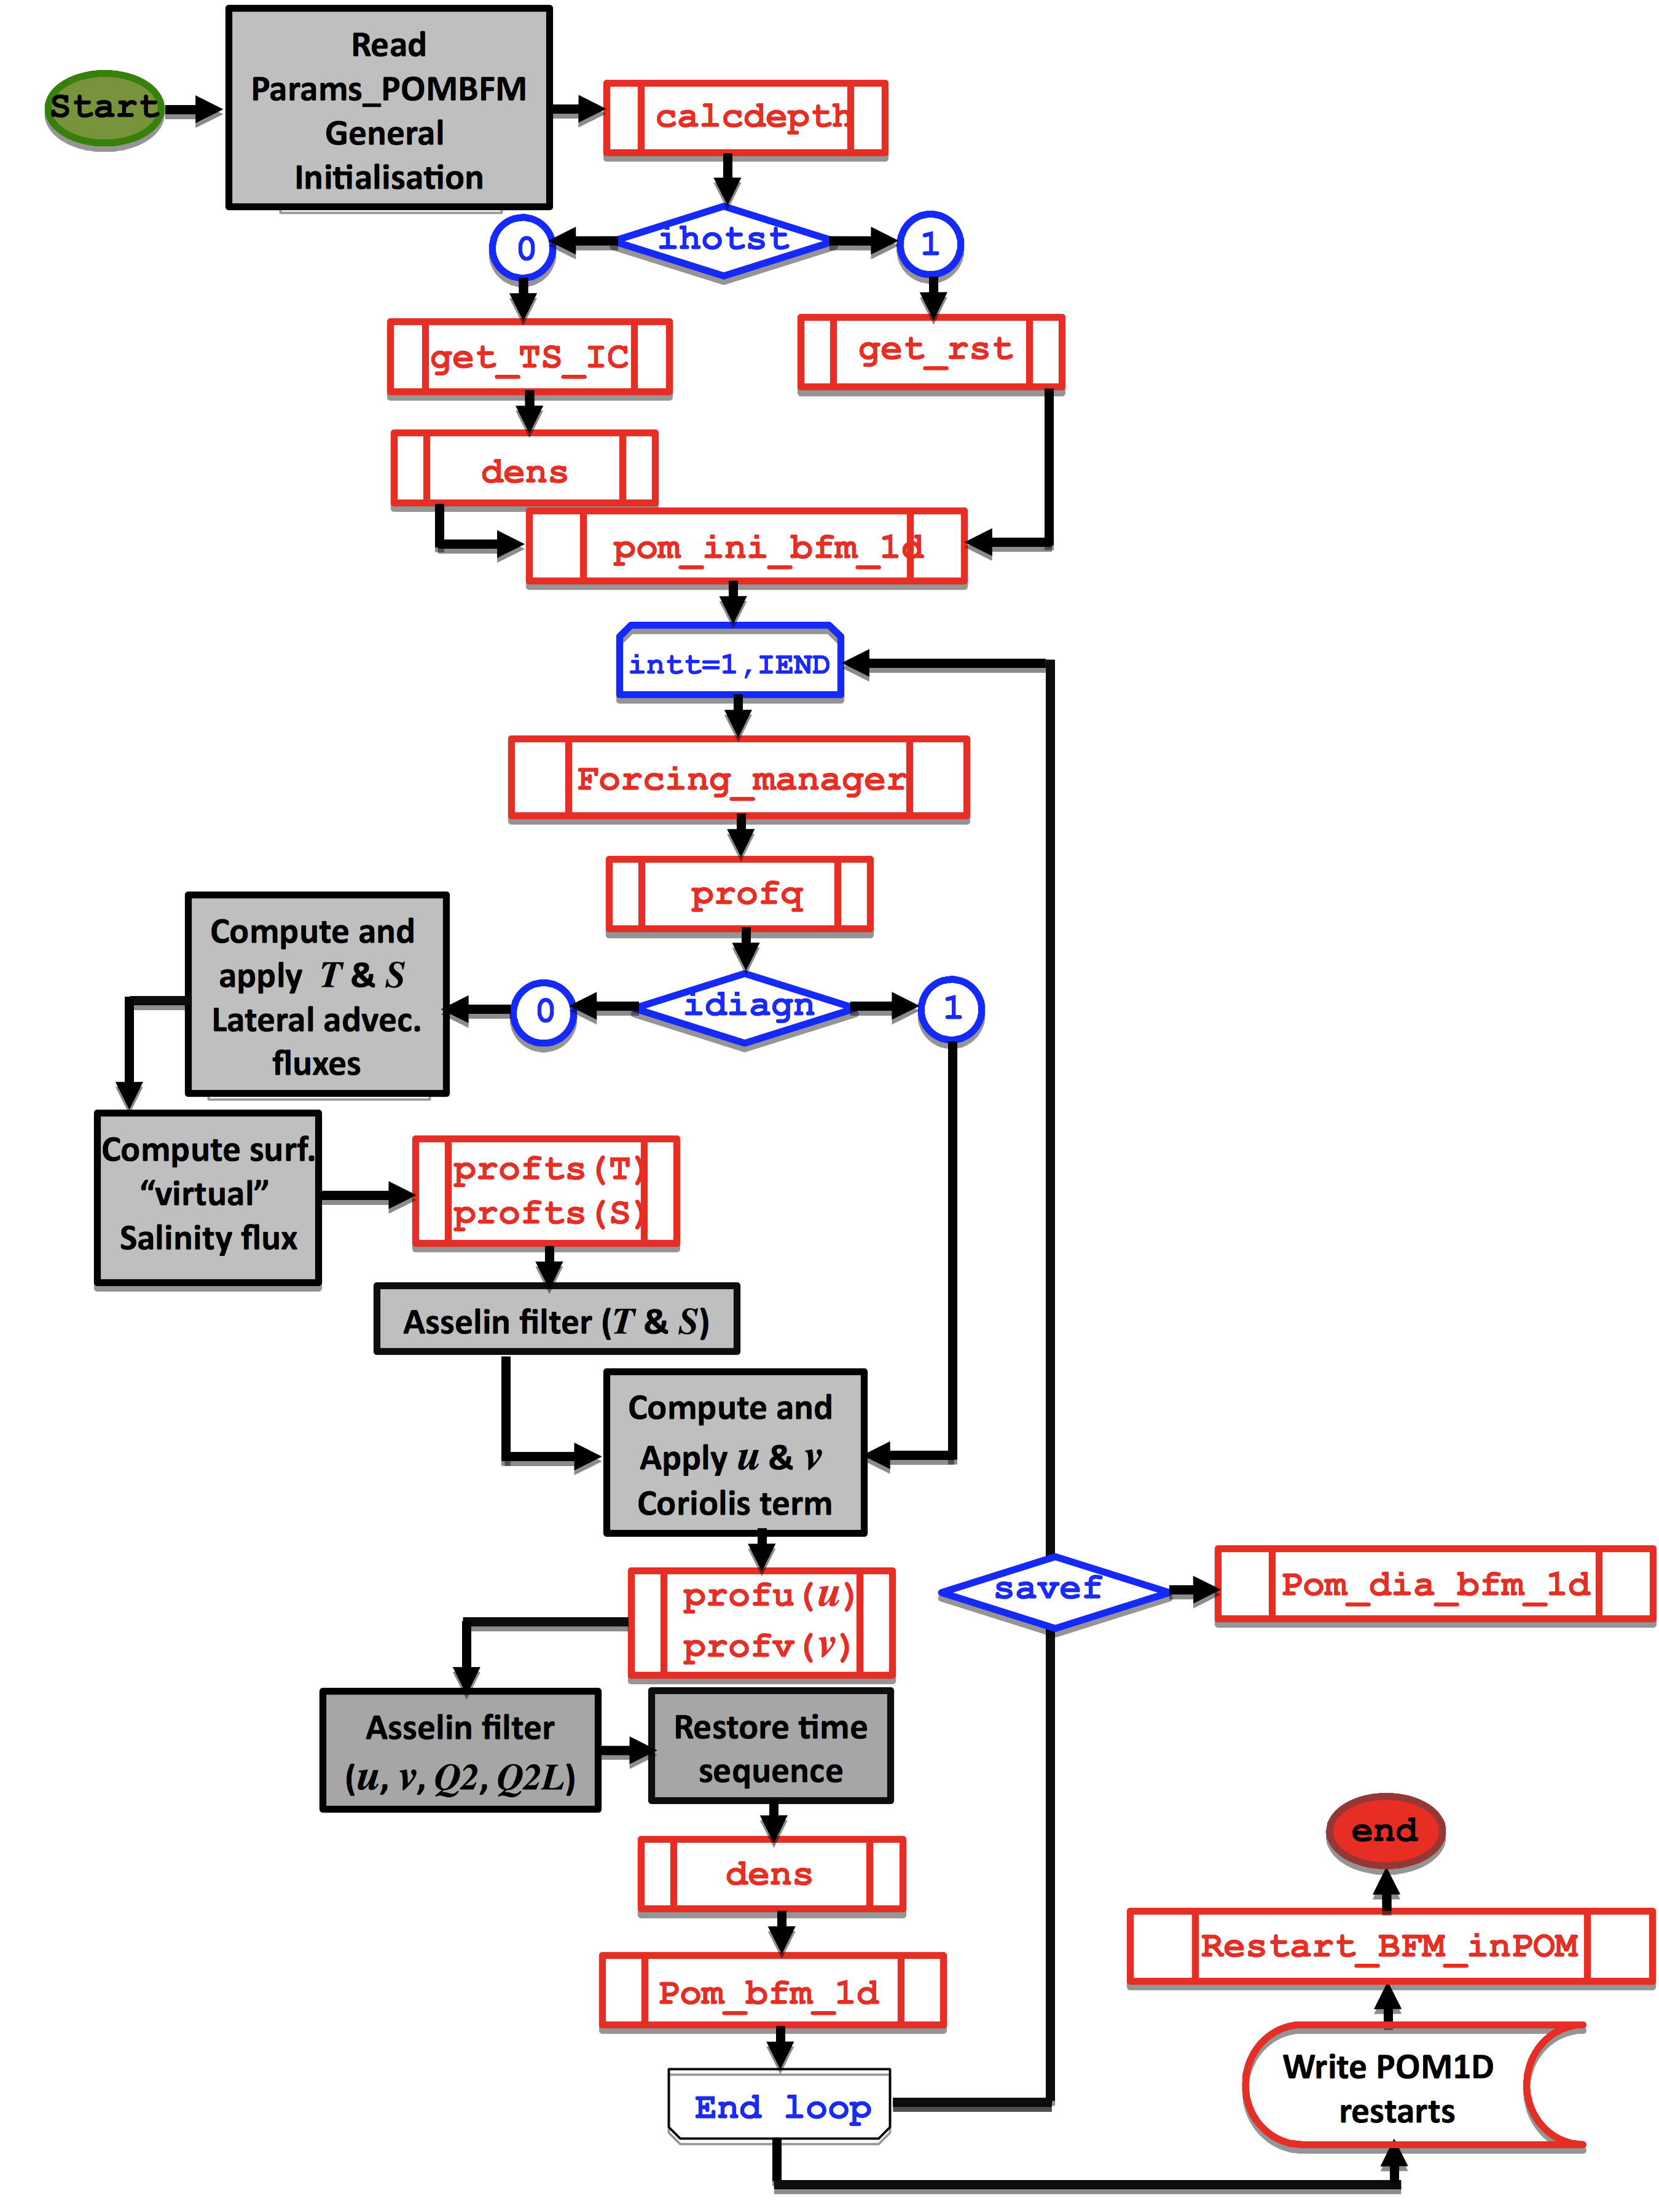 Start
Read
Params_POMBFM
General
Initialisation
calcdepth
ihotst
0
1
get_TS_IC
get_rst
dens
pom_ini_bfm_1d
intt=1,IEND
Forcing_manager
profq
idiagn
0
1
Compute and
apply T & S
Lateral advec.
fluxes
Compute surf.
“virtual”
Salinity flux
profts(T)
profts(S)
Asselin filter (T & S)
Compute and
Apply u & v
Coriolis term
profu(u)
profv(v)
savef
Pom_dia_bfm_1d
Asselin filter
(u, v, Q2, Q2L)
Restore time
sequence
dens
Pom_bfm_1d
End loop
end
Restart_BFM_inPOM
Write POM1D
restarts